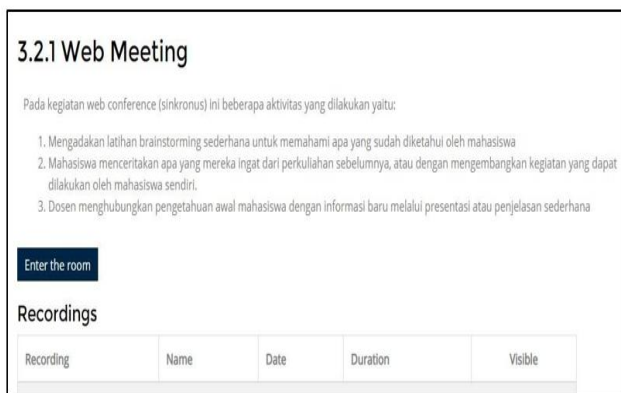 3.2.1 Web Meeting
Pada kegiatan web conference (sinkronus) ini beberapa aktivitas yang dilakukan yaitu:
1. Mengadakan latihan brainstorming sederhana untuk memahami apa yang sudah diketahui oleh mahasiswa
2. Mahasiswa menceritakan apa yang mereka ingat dari perkuliahan sebelumnya, atau dengan mengembangkan kegiatan yang dapat
dilakukan oleh mahasiswa sendiri.
3. Dosen menghubungkan pengetahuan awal mahasiswa dengan informasi baru melalui presentasi atau penjelasan sederhana
Enter the room
Recordings
Recording Name Date Duration Visible